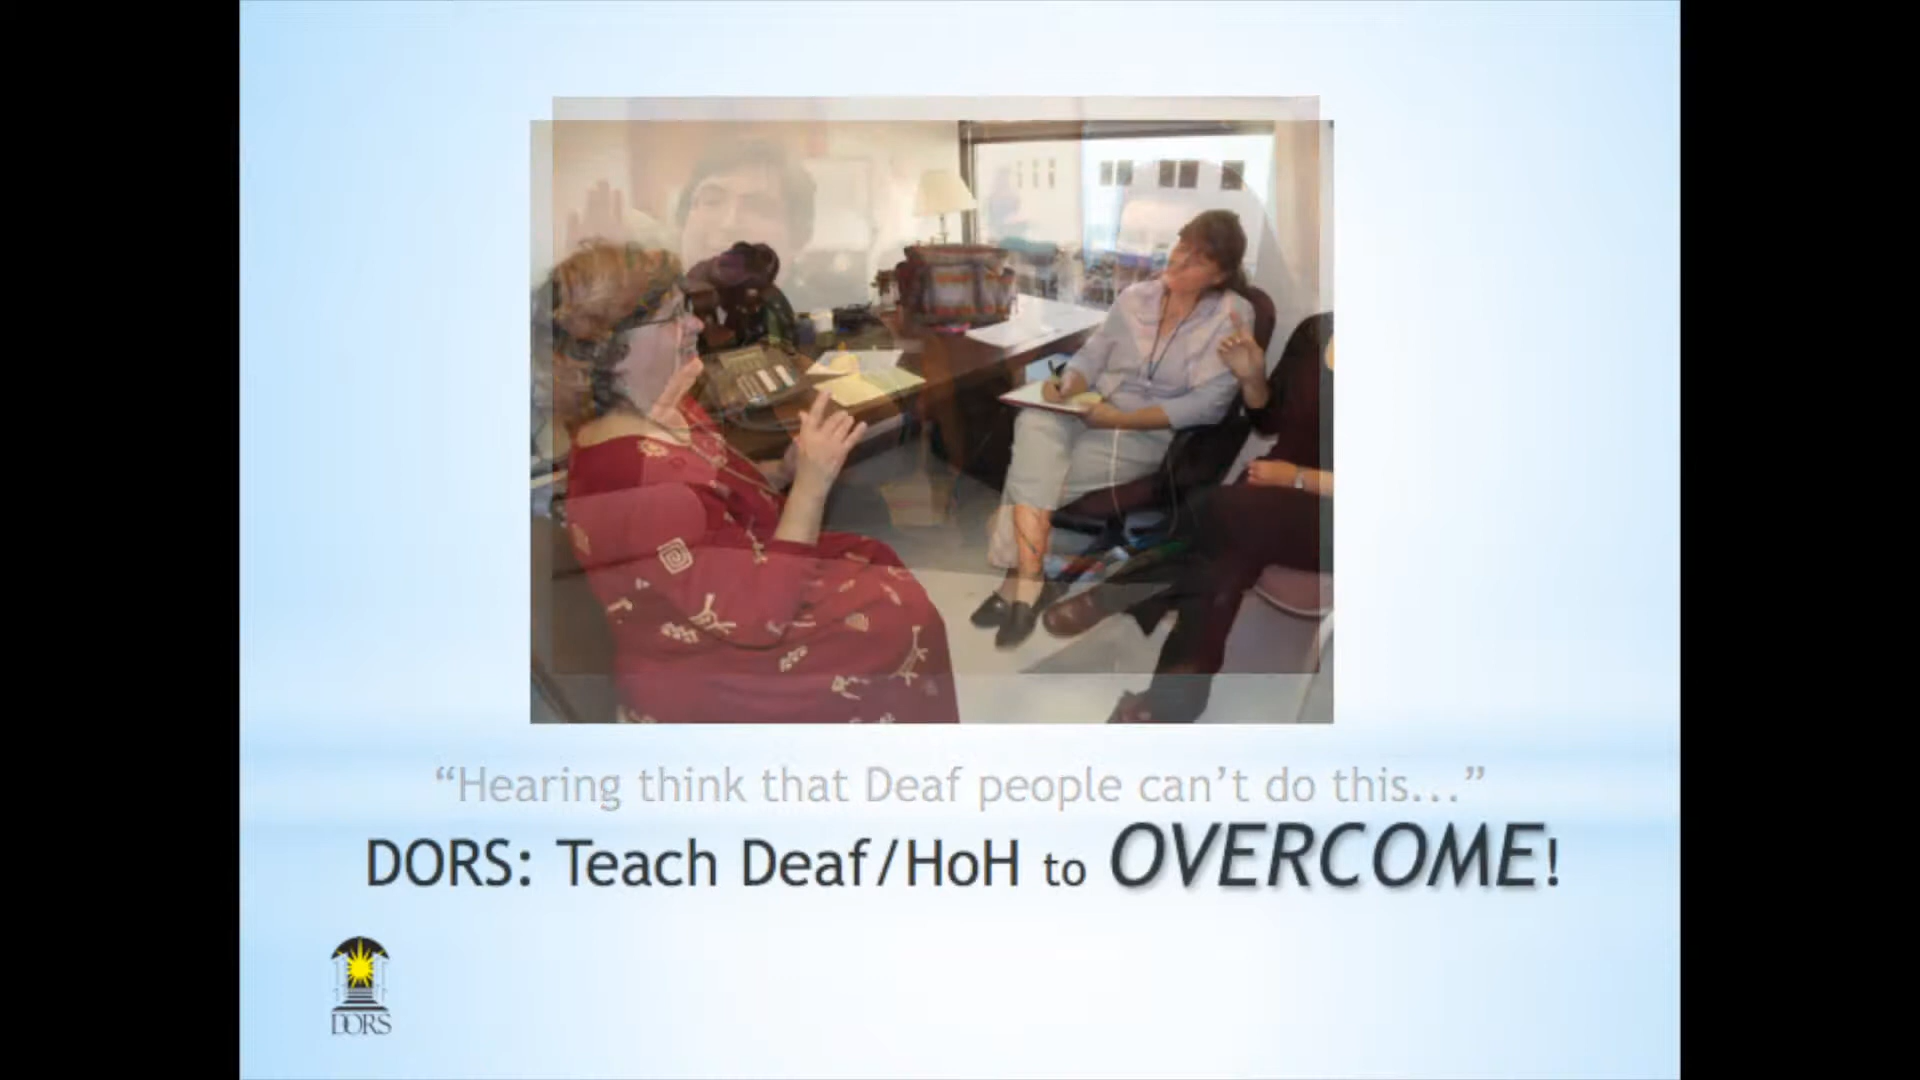 “Hearing think that Deaf people can’t do this...”
DORS: Teach Deaf/HoH to OVERCOME!
DORS